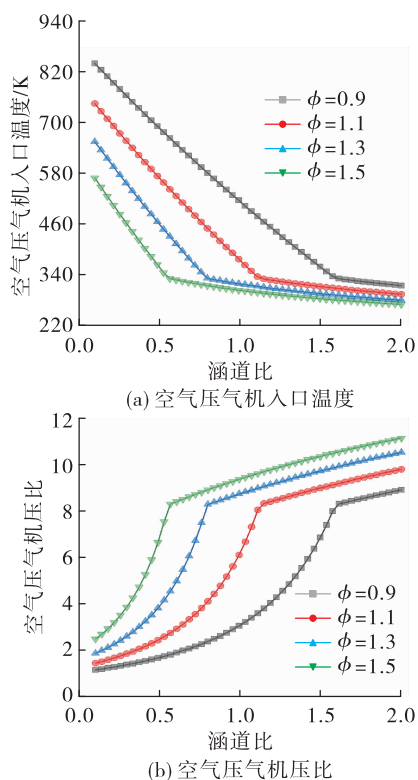 空气压气机入口温度/K
940
820
700
580
460
340
220
ϕ=0.9
ϕ=1.1
ϕ=1.3
ϕ=1.5
0.0 0.5 1.0 1.5 2.0
涵道比
(a) 空气压气机入口温度
空气压气机压比
12
10
8
6
4
2
0
ϕ=0.9
ϕ=1.1
ϕ=1.3
ϕ=1.5
0.0 0.5 1.0 1.5 2.0
涵道比
(b) 空气压气机压比